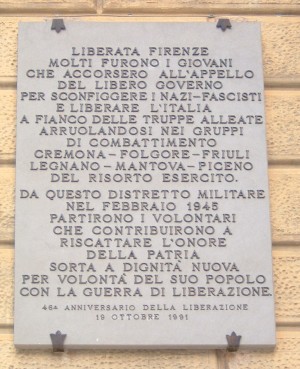 LIBERATA FIRENZE
MOLTI FURONO I GIOVANI
CHE ACCORSERO ALL'APPELLO
DEL LIBERO GOVERNO
PER SCONFIGGERE I NAZI-FASCISTI
E LIBERARE L'ITALIA
A FIANCO DELLE TRUPPE ALLEATE
ARRUOLANDOSI NEI GRUPPI
DI COMBATTIMENTO
CREMONA-FOLGORE-FRIULI
LEGNANO-MANTOVA-PICENO
DEL RISORTO ESERCITO.
DA QUESTO DISTRETTO MILITARE
NEL FEBBRAIO 1945
PARTIRONO I VOLONTARI
CHE CONTRIBUIRONO A
RISCATTARE L'ONORE
DELLA PATRIA
SORTA A DIGNITA' NUOVA
PER VOLONTA' DEL SUO POPOLO
CON LA GUERRA DI LIBERAZIONE.
46° ANNIVERSARIO DELLA LIBERAZIONE
19 OTTOBRE 1991